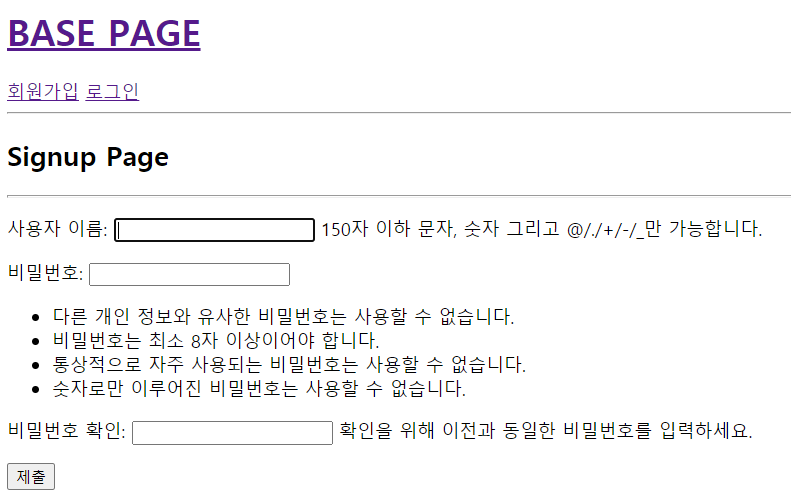 BASE PAGE
회원가입 로그인
Signup Page
사용자 이름: 150자 이하 문자, 숫자 그리고 @/./+/-/_만 가능합니다.
비밀번호:
다른 개인 정보와 유사한 비밀번호는 사용할 수 없습니다.
비밀번호는 최소 8자 이상이어야 합니다.
통상적으로 자주 사용되는 비밀번호는 사용할 수 없습니다.
숫자로만 이루어진 비밀번호는 사용할 수 없습니다.
비밀번호 확인: 확인을 위해 이전과 동일한 비밀번호를 입력하세요.
제출